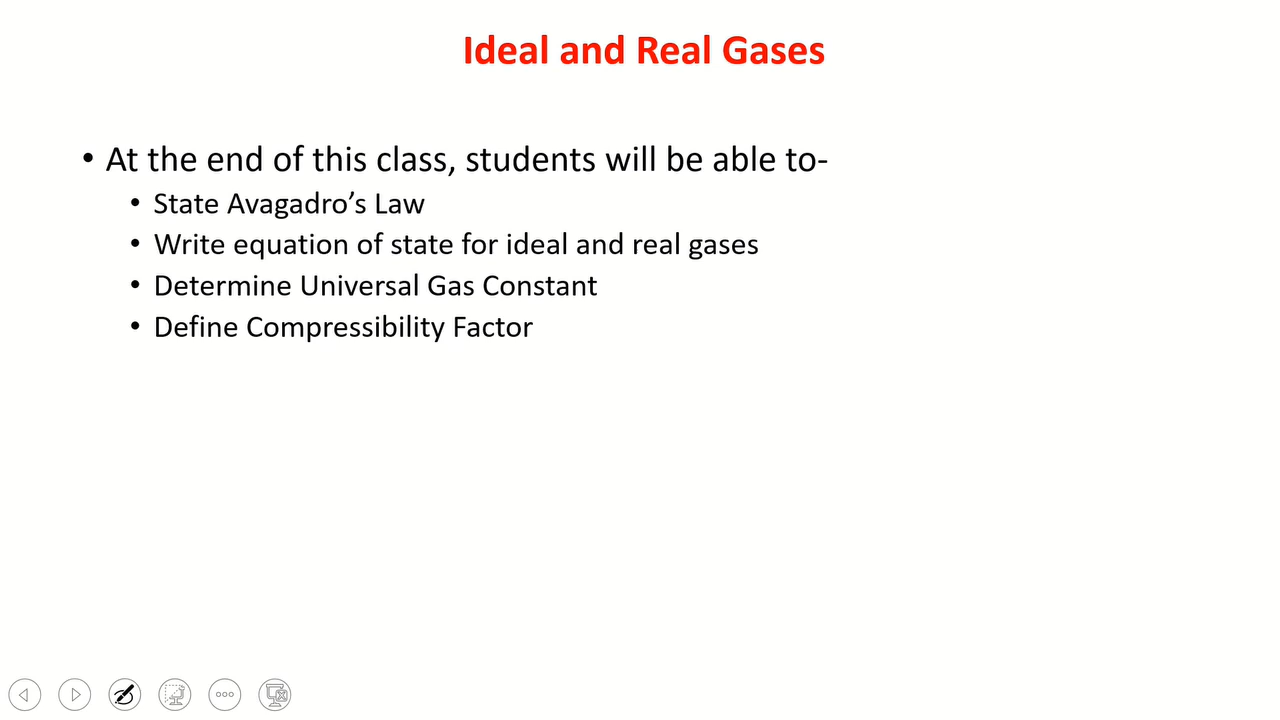 Ideal and Real Gases
• At the end of this class, students will be able to-
• State Avagadro’s Law
• Write equation of state for ideal and real gases
• Determine Universal Gas Constant
• Define Compressibility Factor